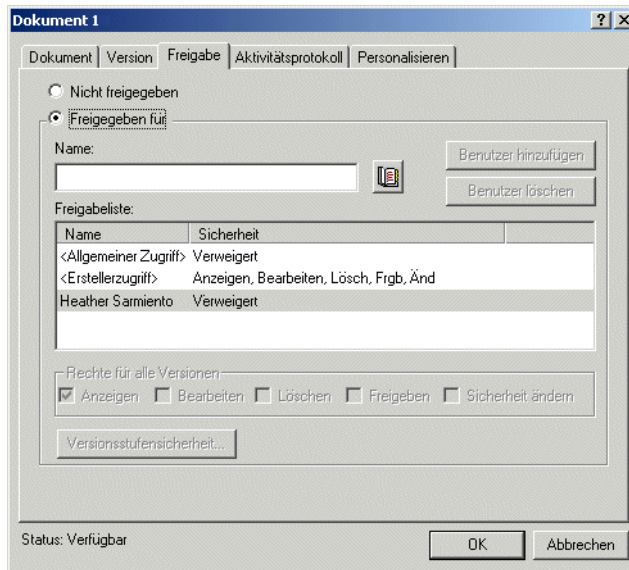 Dokument 1
Dokument Version Freigabe Aktivitätsprotokoll Personalisieren
Nicht freigegeben
Freigegeben für
Name:
Benutzer hinzufügen
Benutzer löschen
Freigabeliste:
Name Sicherheit
<Allgemeiner Zugriff> Verweigert
<Erstellerzugriff> Anzeigen, Bearbeiten, Lösch, Frgb, Änd
Heather Sarmiento Verweigert
Rechte für alle Versionen
Anzeigen Bearbeiten Löschen Freigeben Sicherheit ändern
Versionsstufensicherheit...
Status: Verfügbar
OK Abbrechen